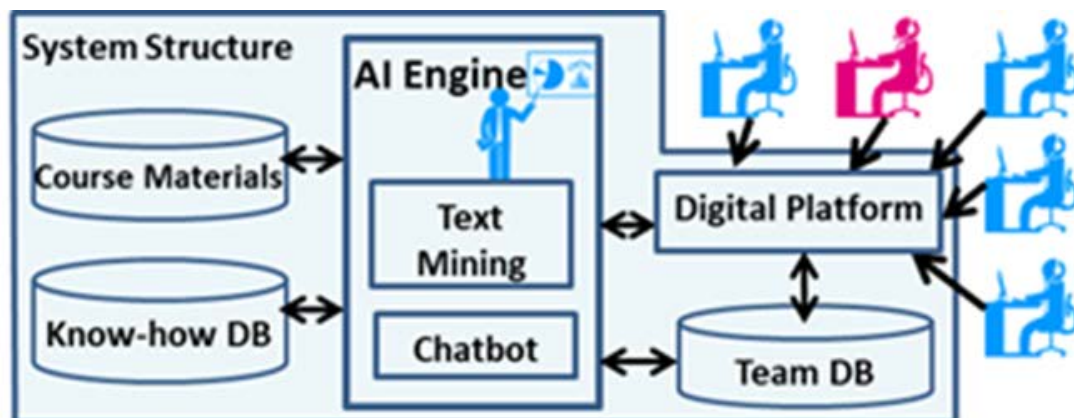 System Structure
AI Engine
Course Materials
Text
Mining
Digital Platform
Know-how DB
Chatbot
Team DB